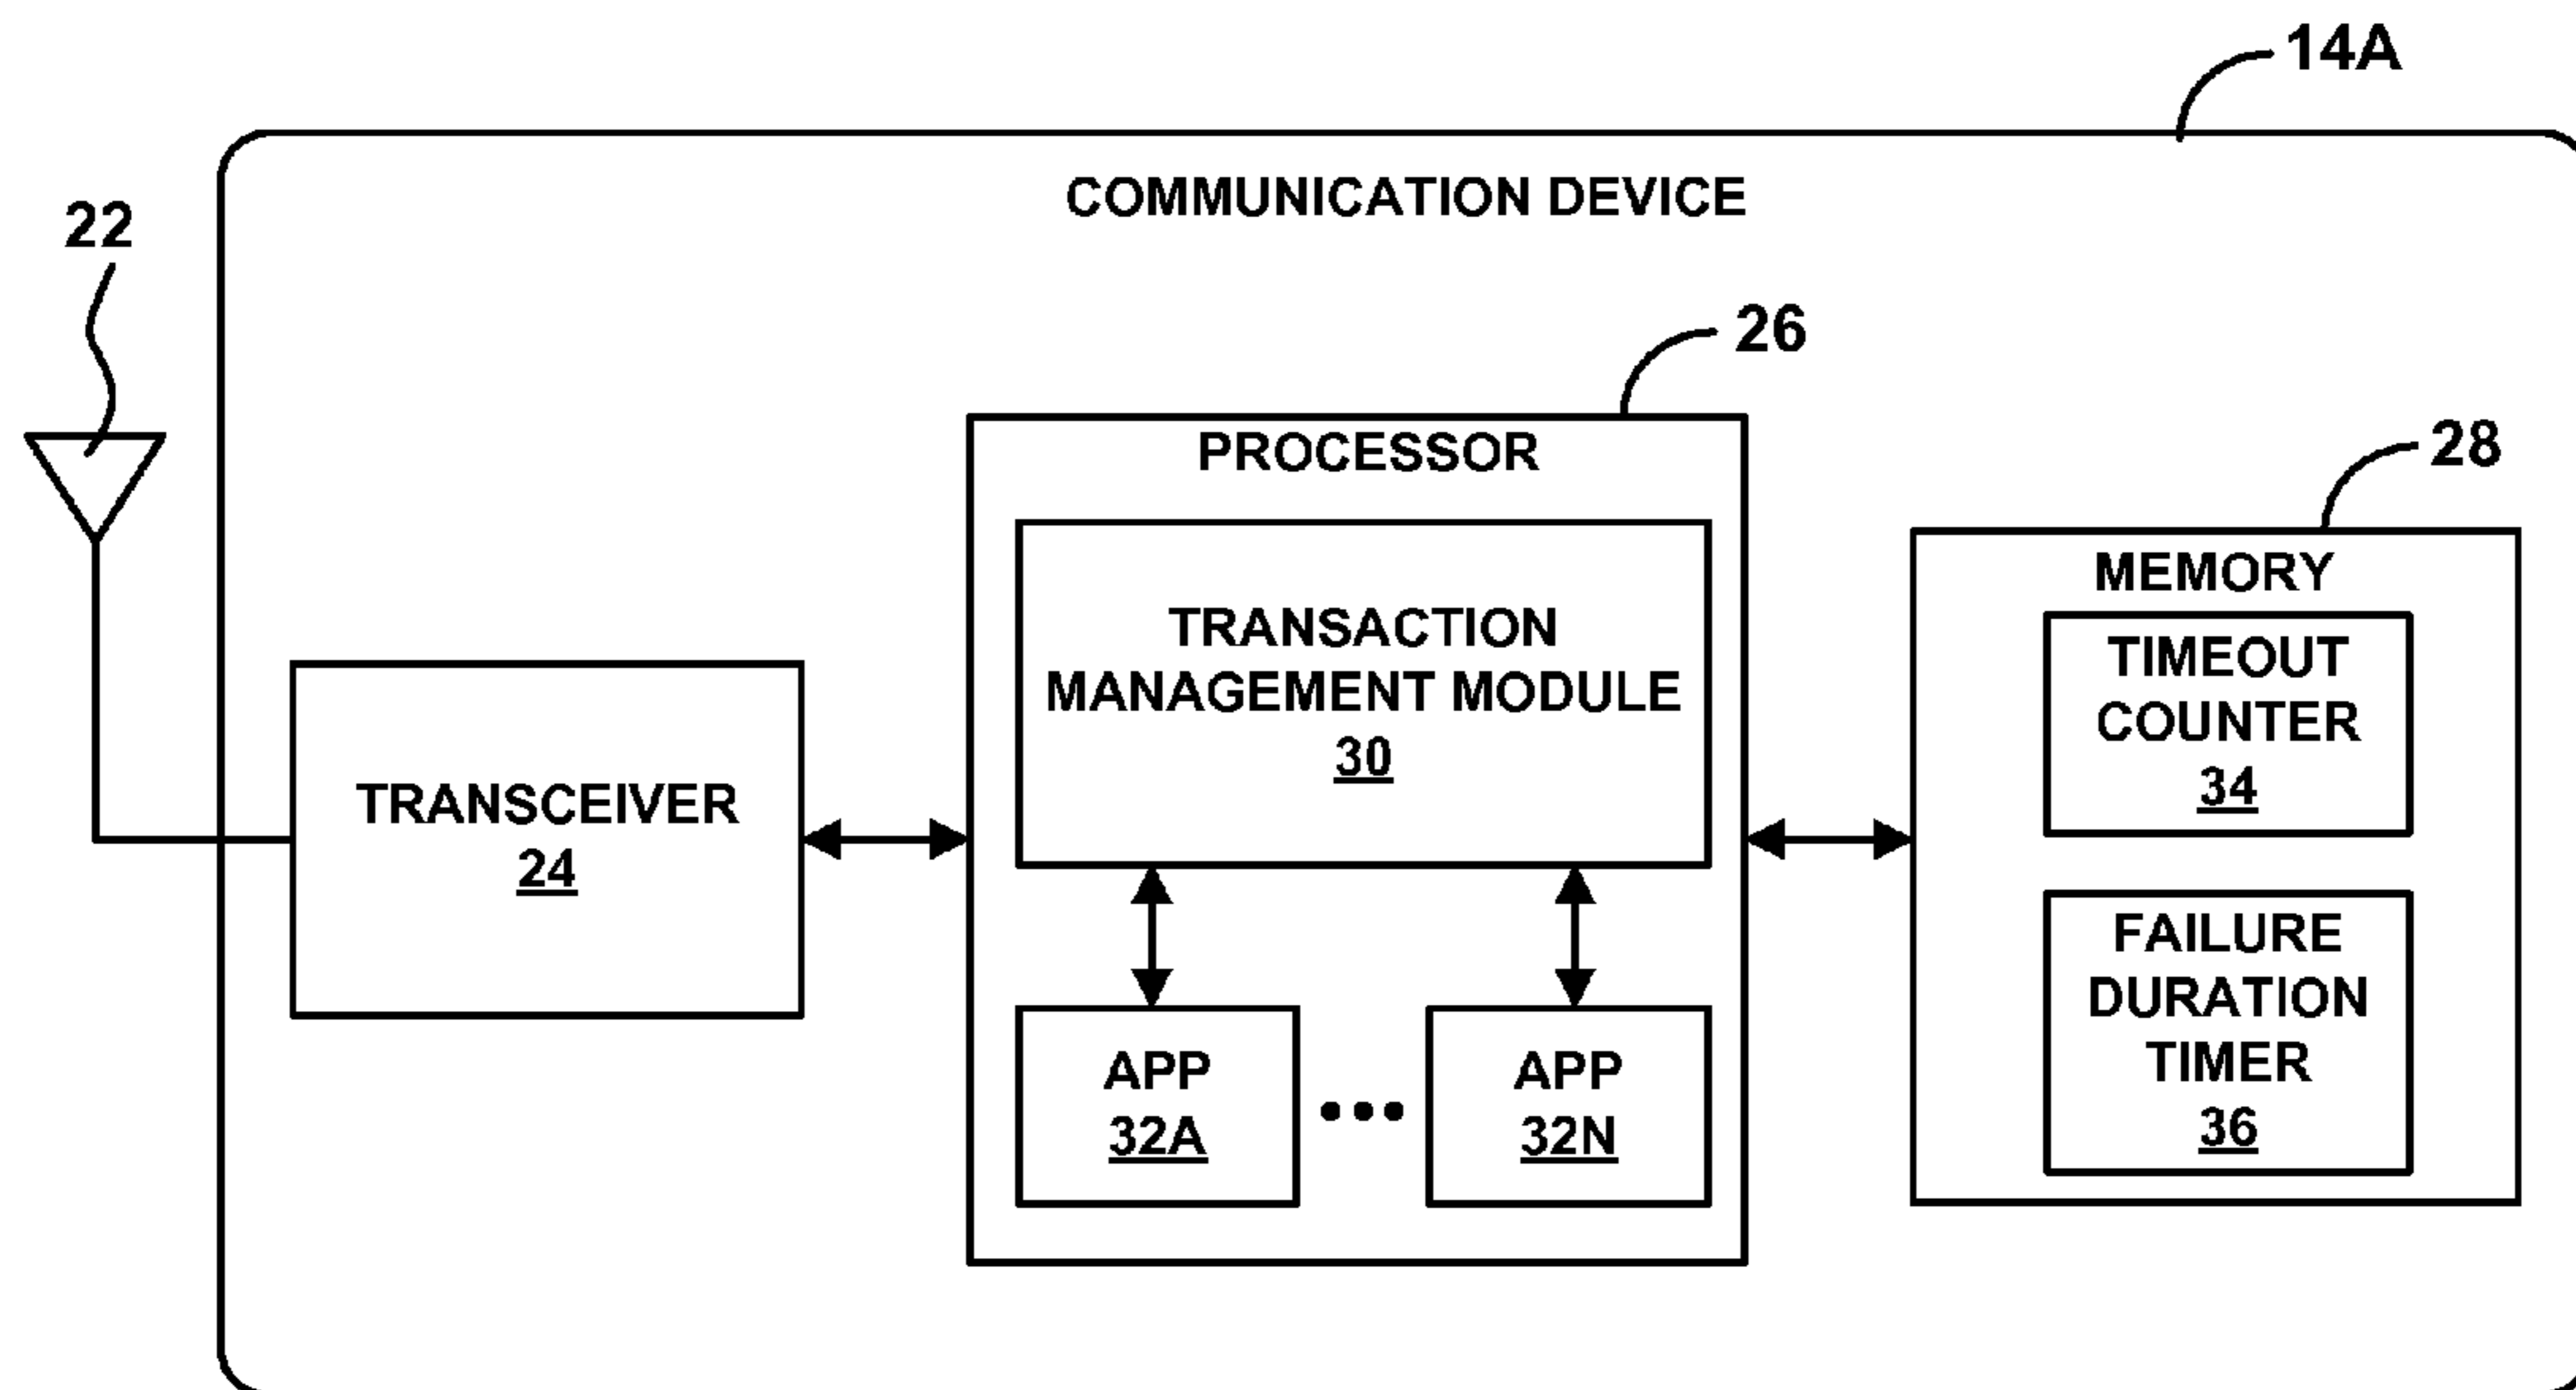 14A
COMMUNICATION DEVICE
22
26
PROCESSOR
28
MEMORY
TRANSACTION
MANAGEMENT MODULE
30
TIMEOUT
COUNTER
34
TRANSCEIVER
24
FAILURE
DURATION
TIMER
36
APP
32A
•••
APP
32N